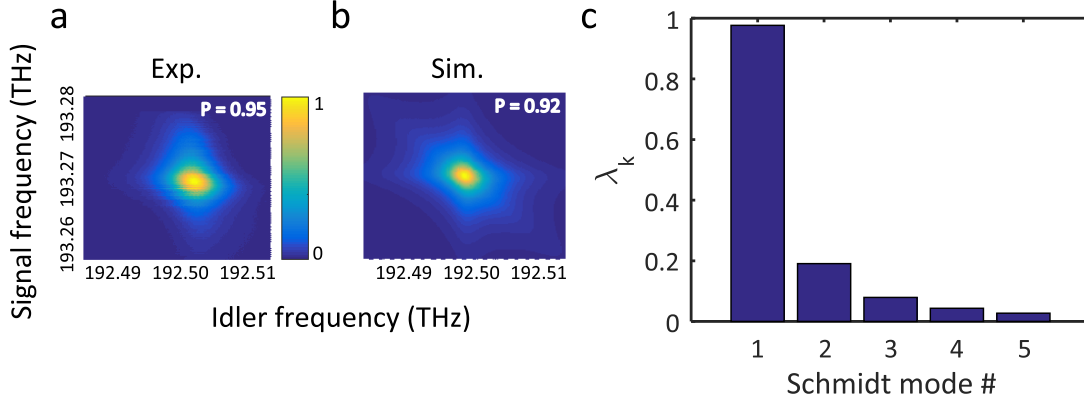 a
b
c
Exp.
Sim.
Signal frequency (THz)
193.28
193.27
193.26
P = 0.95
1
0
P = 0.92
192.49 192.50 192.51
192.49 192.50 192.51
Idler frequency (THz)
λk
1
0.8
0.6
0.4
0.2
0
1 2 3 4 5
Schmidt mode #